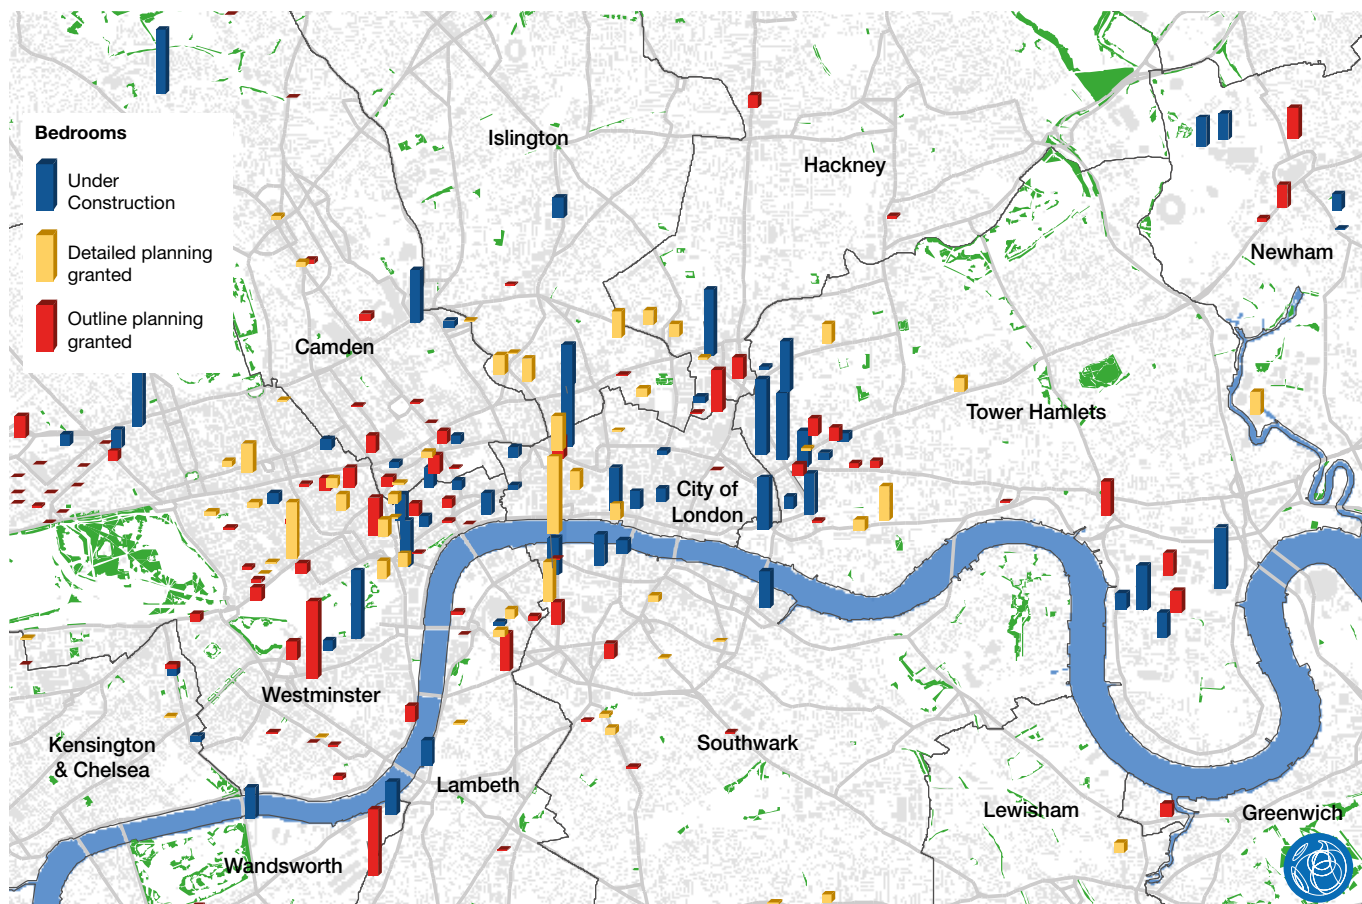 Bedrooms
Under
Construction
Detailed planning
granted
Outline planning
granted
Islington
Hackney
Newham
Camden
Tower Hamlets
City of
London
Westminster
Kensington
& Chelsea
Southwark
Lambeth
Lewisham
Greenwich
Wandsworth